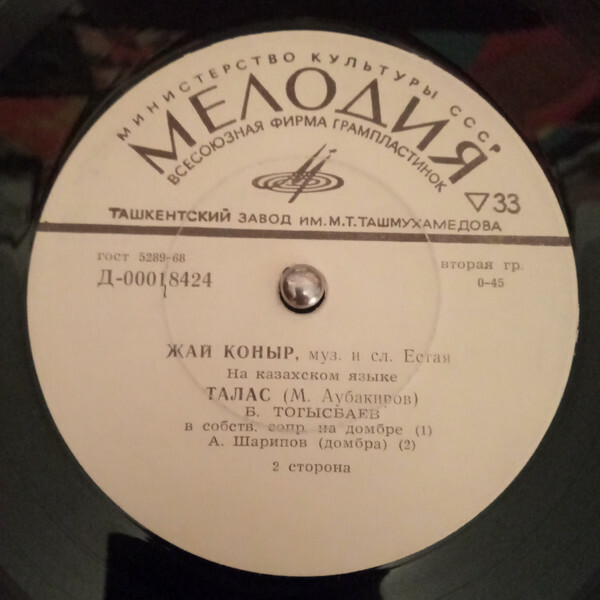 МИНИСТЕРСТВО КУЛЬТУРЫ СССР
МЕЛОДИЯ
ВСЕСОЮЗНАЯ ФИРМА ГРАМПЛАСТИНОК
▽33
ТАШКЕНТСКИЙ ЗАВОД ИМ. М.Т. ТАШМУХАМЕДОВА
гост 5289-68
вторая гр.
Д-00018424
0-45
ЖАЙ КОНЫР, муз. и сл. Естая
На казахском языке
ТАЛАС (М. Аубакиров)
Б. ТОГЫСБАЕВ
в собств. сопр. на домбре (1)
А. Шарипов (домбра) (2)
2 сторона